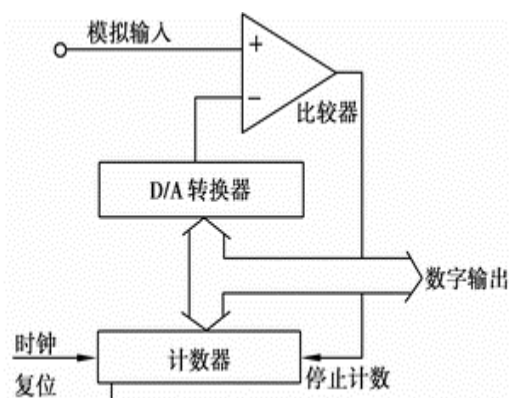 模拟输入
+
−
比较器
D/A 转换器
数字输出
时钟
计数器
复位
停止计数